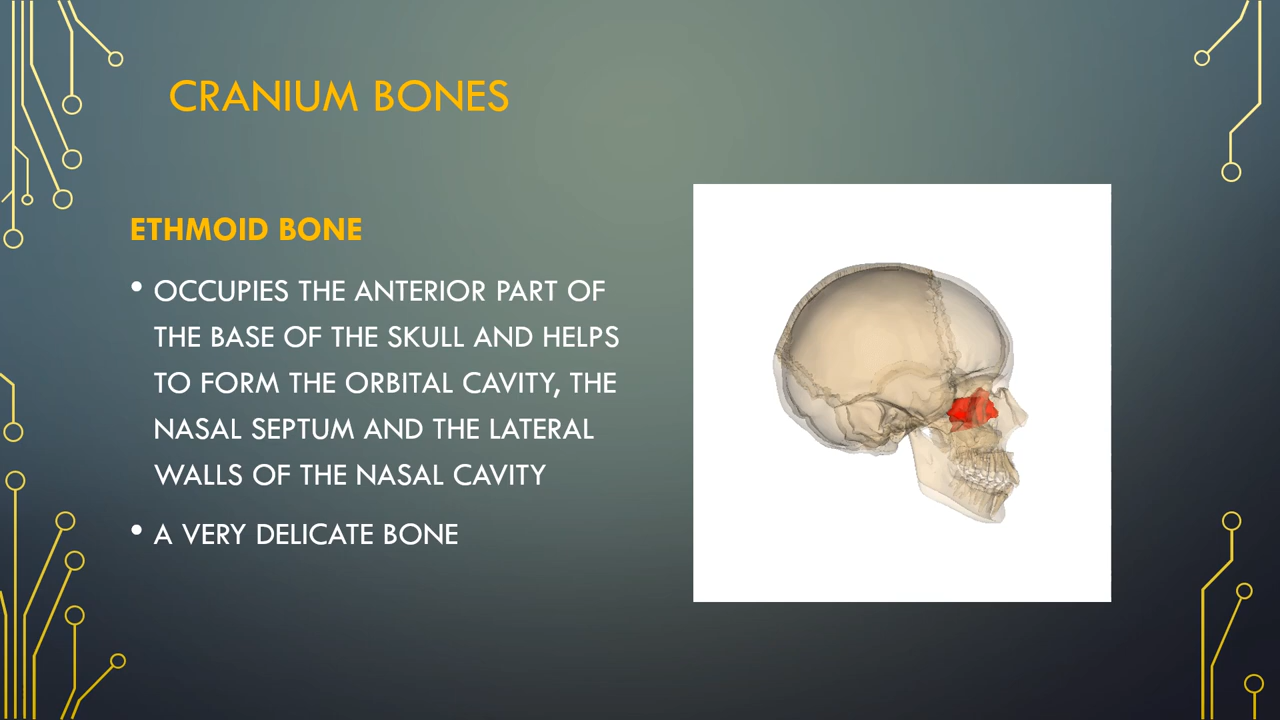 CRANIUM BONES
ETHMOID BONE
• OCCUPIES THE ANTERIOR PART OF
THE BASE OF THE SKULL AND HELPS
TO FORM THE ORBITAL CAVITY, THE
NASAL SEPTUM AND THE LATERAL
WALLS OF THE NASAL CAVITY
• A VERY DELICATE BONE